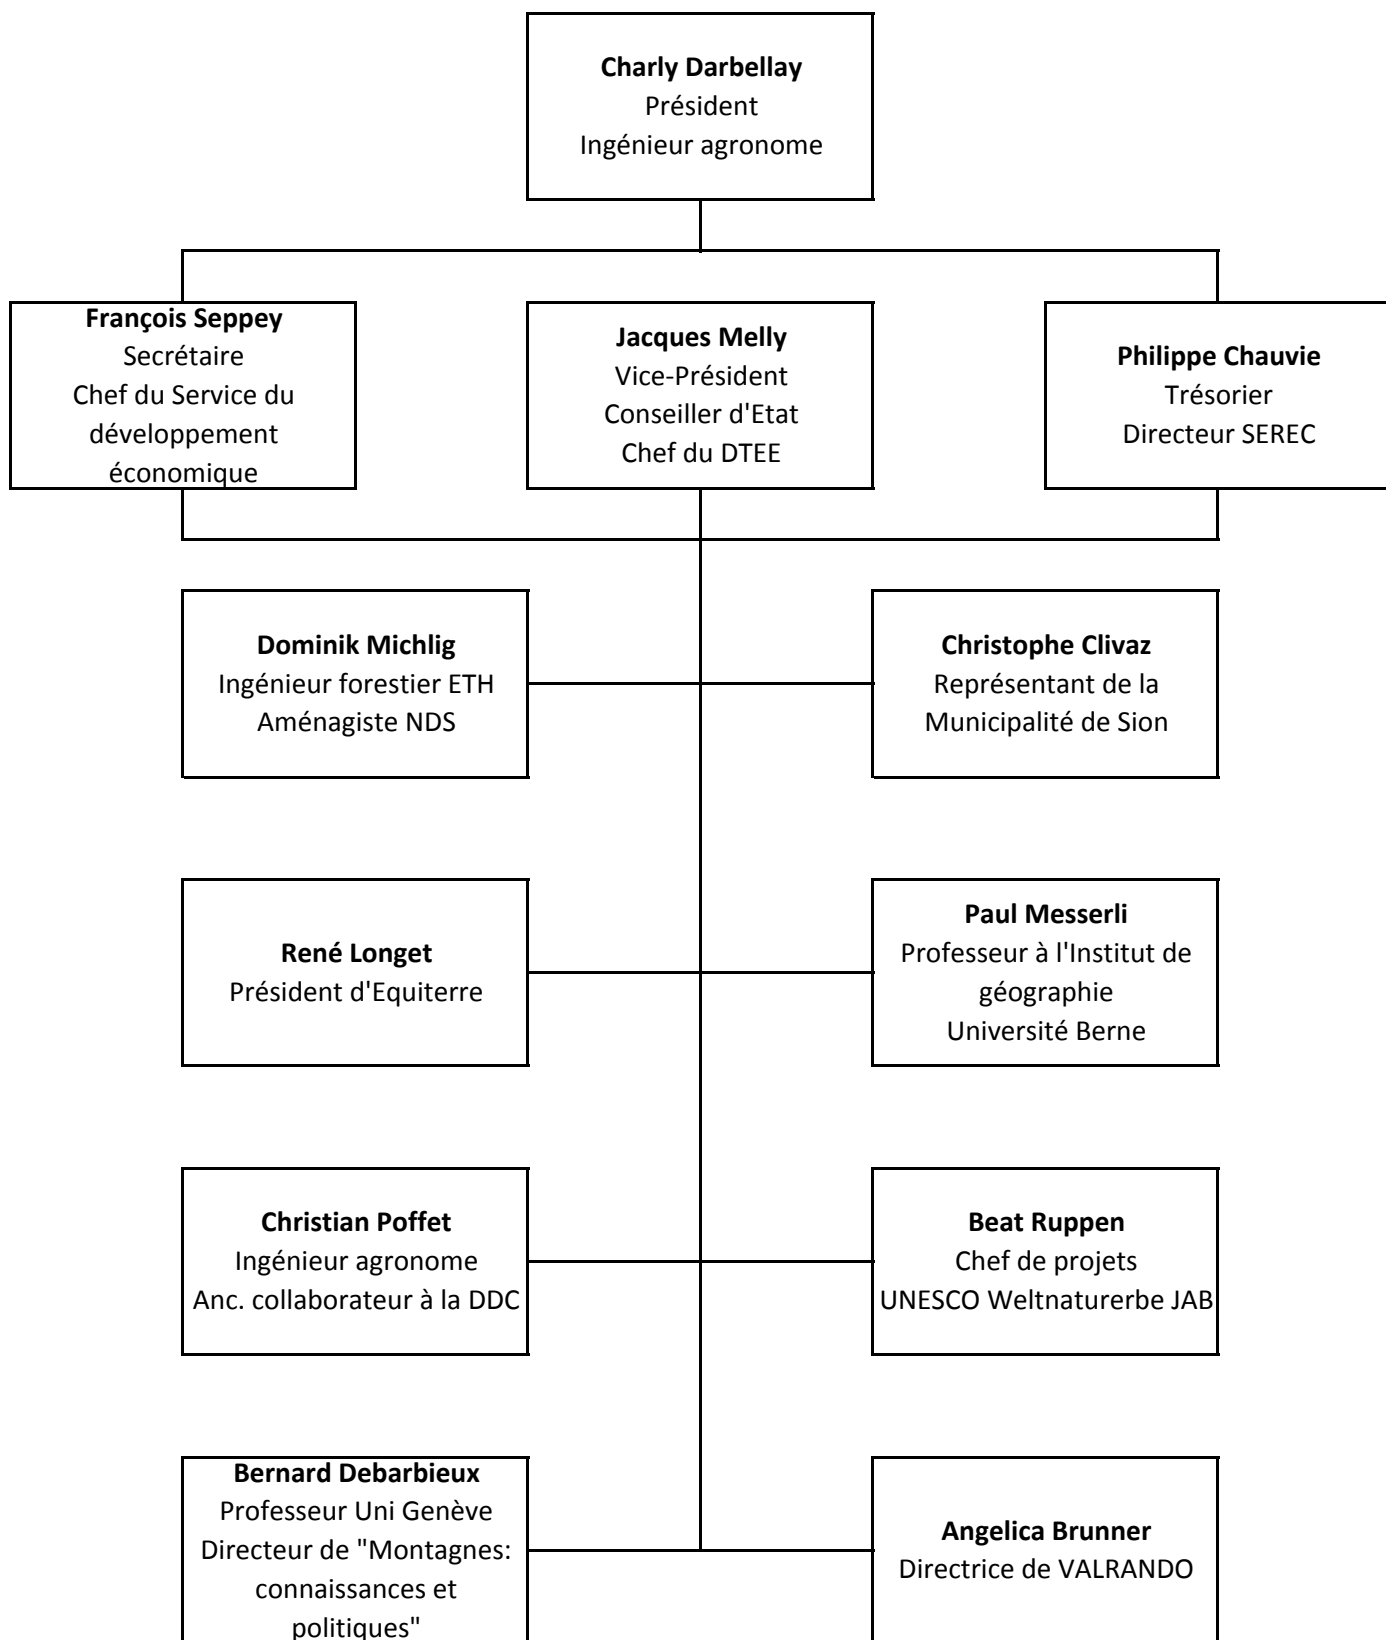 Charly Darbellay
Président
Ingénieur agronome
François Seppey
Secrétaire
Chef du Service du
développement
économique
Jacques Melly
Vice-Président
Conseiller d'Etat
Chef du DTEE
Philippe Chauvie
Trésorier
Directeur SEREC
Dominik Michlig
Ingénieur forestier ETH
Aménagiste NDS
Christophe Clivaz
Représentant de la
Municipalité de Sion
René Longet
Président d'Equiterre
Paul Messerli
Professeur à l'Institut de
géographie
Université Berne
Christian Poffet
Ingénieur agronome
Anc. collaborateur à la DDC
Beat Ruppen
Chef de projets
UNESCO Weltnaturerbe JAB
Bernard Debarbieux
Professeur Uni Genève
Directeur de "Montagnes:
connaissances et
politiques"
Angelica Brunner
Directrice de VALRANDO